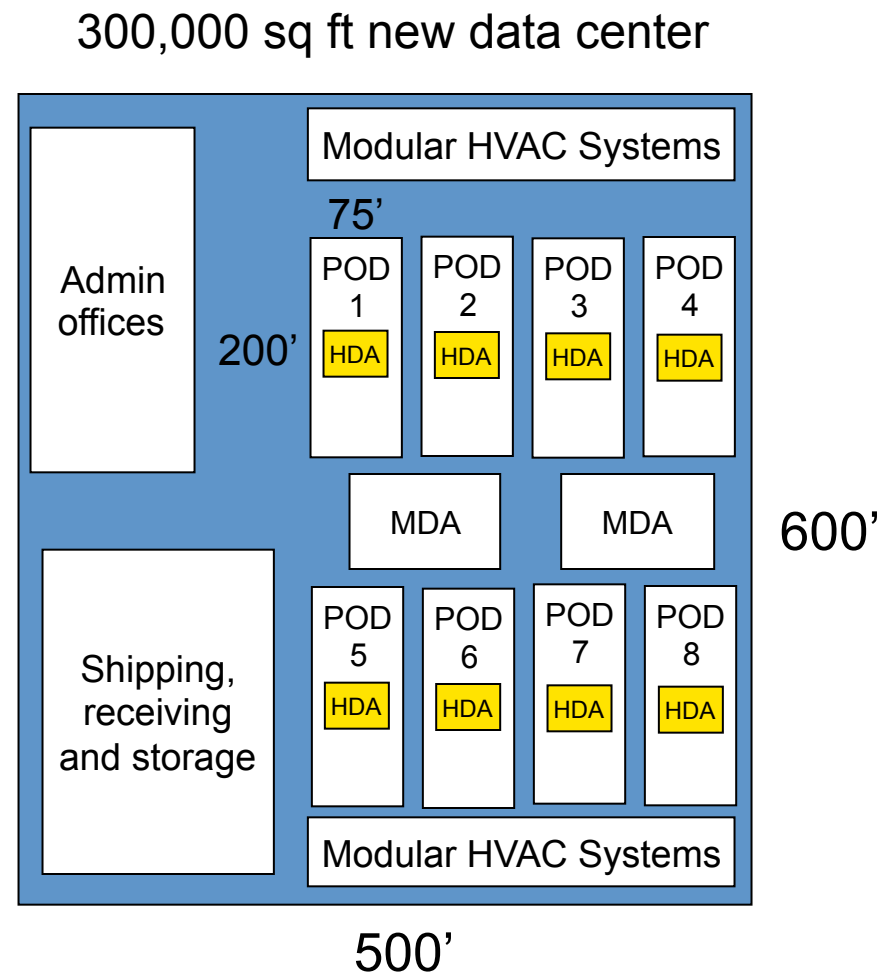 300,000 sq ft new data center
Modular HVAC Systems
75’
Admin
offices
200’
POD
1
HDA
POD
2
HDA
POD
3
HDA
POD
4
HDA
MDA
MDA
600’
POD
5
HDA
POD
6
HDA
POD
7
HDA
POD
8
HDA
Shipping,
receiving
and storage
Modular HVAC Systems
500’